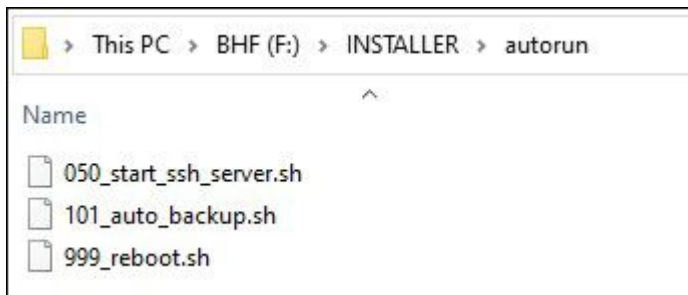 This PC > BHF (F:) > INSTALLER > autorun
Name
050_start_ssh_server.sh
101_auto_backup.sh
999_reboot.sh